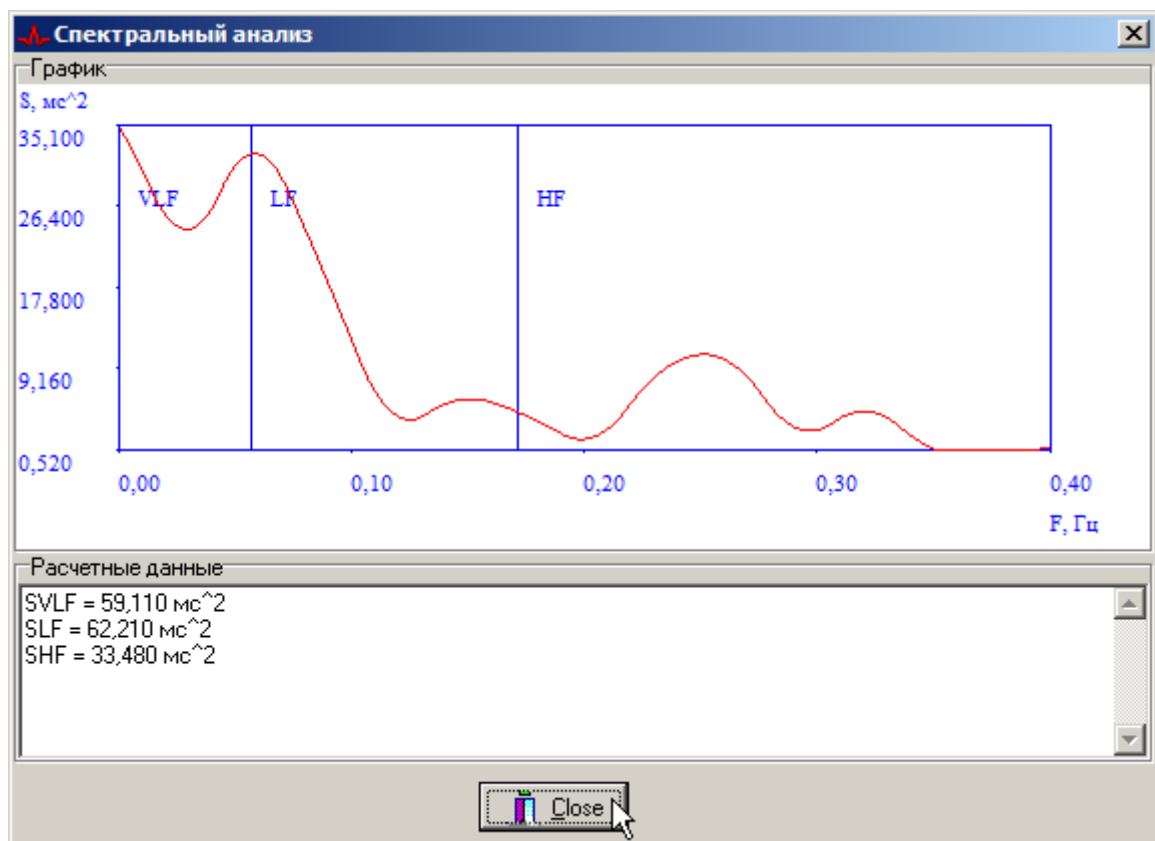 Спектральный анализ
График
S, мс^2
35,100
VLF LF HF
26,400
17,800
9,160
0,520
0,00 0,10 0,20 0,30 0,40
F, Гц
Расчетные данные
SVLF = 59,110 мс^2
SLF = 62,210 мс^2
SHF = 33,480 мс^2
Close